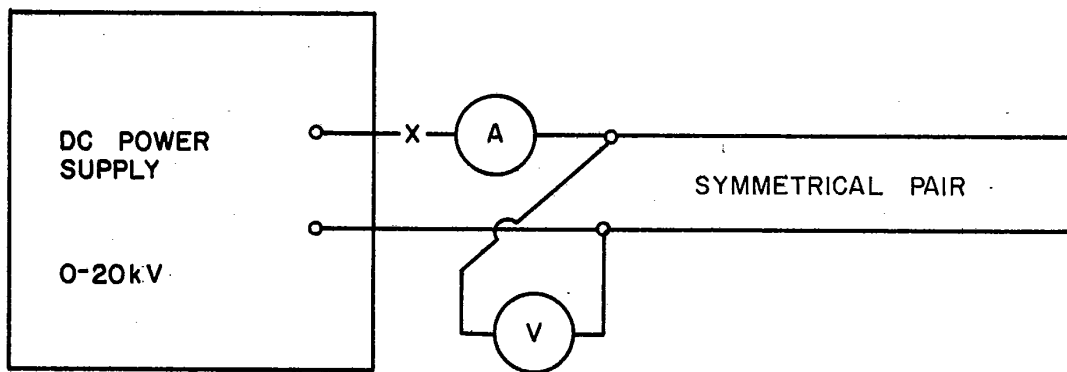 DC POWER
SUPPLY
0-20kV
X
A
SYMMETRICAL PAIR
V